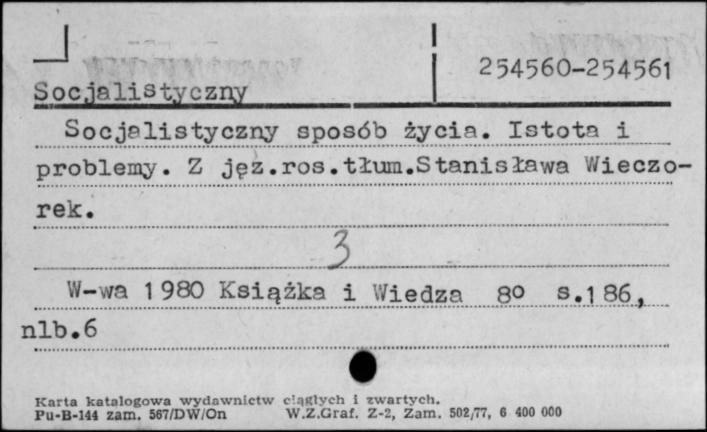 254560-254561
Socjalistyczny
Socjalistyczny sposób życia. Istota i
problemy. Z jęz.ros.tłum.Stanisława Wieczo-
rek.
3
W-wa 1980 Książka i Wiedza 8º s.186,
nlb.6
Karta katalogowa wydawnictw ciągłych i zwartych.
Pu-B-144 zam. 567/DW/On W.Z.Graf. Z-2, Zam. 502/77, 6 400 000